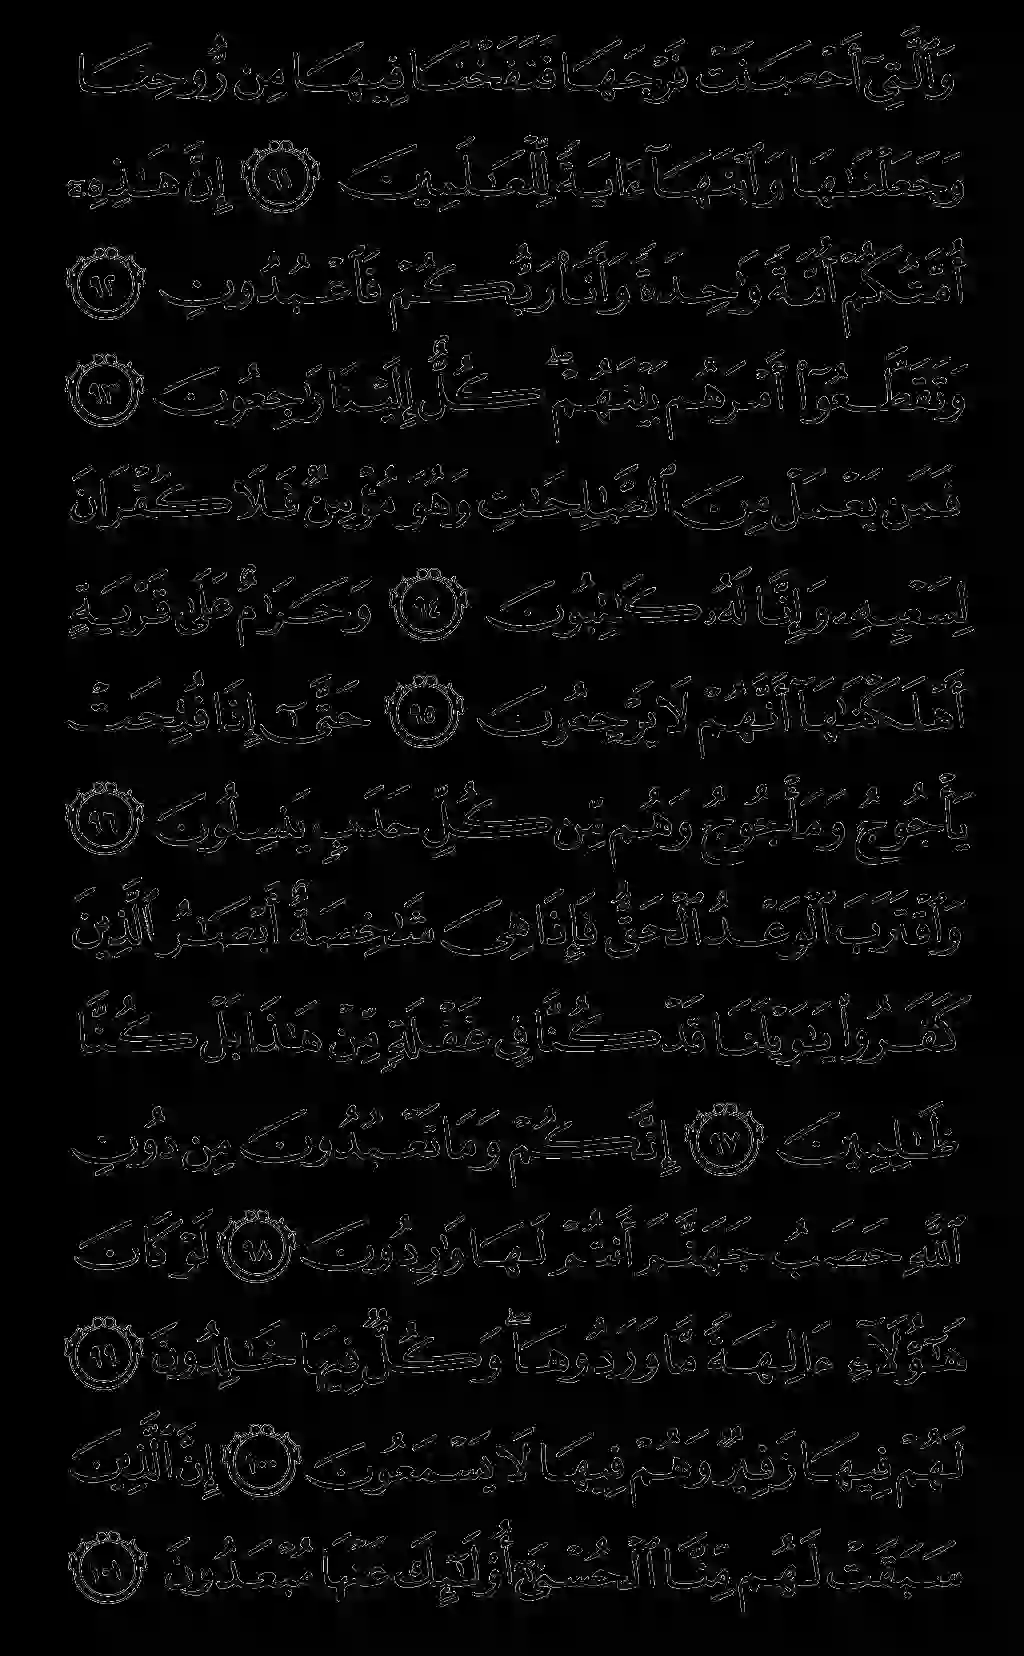 وَٱلَّتِىٓ أَحْصَنَتْ فَرْجَهَا فَنَفَخْنَا فِيهَا مِن رُّوحِنَا
وَجَعَلْنَـٰهَا وَٱبْنَهَآ ءَايَةً لِّلْعَـٰلَمِينَ ٩١ إِنَّ هَـٰذِهِۦٓ
أُمَّتُكُمْ أُمَّةً وَٰحِدَةً وَأَنَا۠ رَبُّكُمْ فَٱعْبُدُونِ ٩٢
وَتَقَطَّعُوٓا۟ أَمْرَهُم بَيْنَهُمْ ۖ كُلٌّ إِلَيْنَا رَٰجِعُونَ ٩٣
فَمَن يَعْمَلْ مِنَ ٱلصَّـٰلِحَـٰتِ وَهُوَ مُؤْمِنٌ فَلَا كُفْرَانَ
لِسَعْيِهِۦ وَإِنَّا لَهُۥ كَـٰتِبُونَ ٩٤ وَحَرَٰمٌ عَلَىٰ قَرْيَةٍ
أَهْلَكْنَـٰهَآ أَنَّهُمْ لَا يَرْجِعُونَ ٩٥ حَتَّىٰٓ إِذَا فُتِحَتْ
يَأْجُوجُ وَمَأْجُوجُ وَهُم مِّن كُلِّ حَدَبٍ يَنسِلُونَ ٩٦
وَٱقْتَرَبَ ٱلْوَعْدُ ٱلْحَقُّ فَإِذَا هِىَ شَـٰخِصَةٌ أَبْصَـٰرُ ٱلَّذِينَ
كَفَرُوا۟ يَـٰوَيْلَنَا قَدْ كُنَّا فِى غَفْلَةٍ مِّنْ هَـٰذَا بَلْ كُنَّا
ظَـٰلِمِينَ ٩٧ إِنَّكُمْ وَمَا تَعْبُدُونَ مِن دُونِ
ٱللَّهِ حَصَبُ جَهَنَّمَ أَنتُمْ لَهَا وَٰرِدُونَ ٩٨ لَوْ كَانَ
هَـٰٓؤُلَآءِ ءَالِهَةً مَّا وَرَدُوهَا ۖ وَكُلٌّ فِيهَا خَـٰلِدُونَ ٩٩
لَهُمْ فِيهَا زَفِيرٌ وَهُمْ فِيهَا لَا يَسْمَعُونَ ١٠٠ إِنَّ ٱلَّذِينَ
سَبَقَتْ لَهُم مِّنَّا ٱلْحُسْنَىٰٓ أُو۟لَـٰٓئِكَ عَنْهَا مُبْعَدُونَ ١٠١